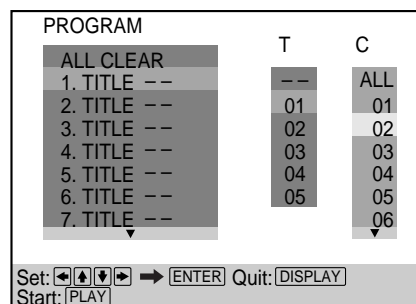 PROGRAM
T C
ALL CLEAR
1. TITLE – – – – ALL
2. TITLE – – 01 01
3. TITLE – – 02 02
4. TITLE – – 03 03
5. TITLE – – 04 04
6. TITLE – – 05 05
7. TITLE – – 06
Set: ←↑↓→ ➡ ENTER Quit: DISPLAY
Start: PLAY